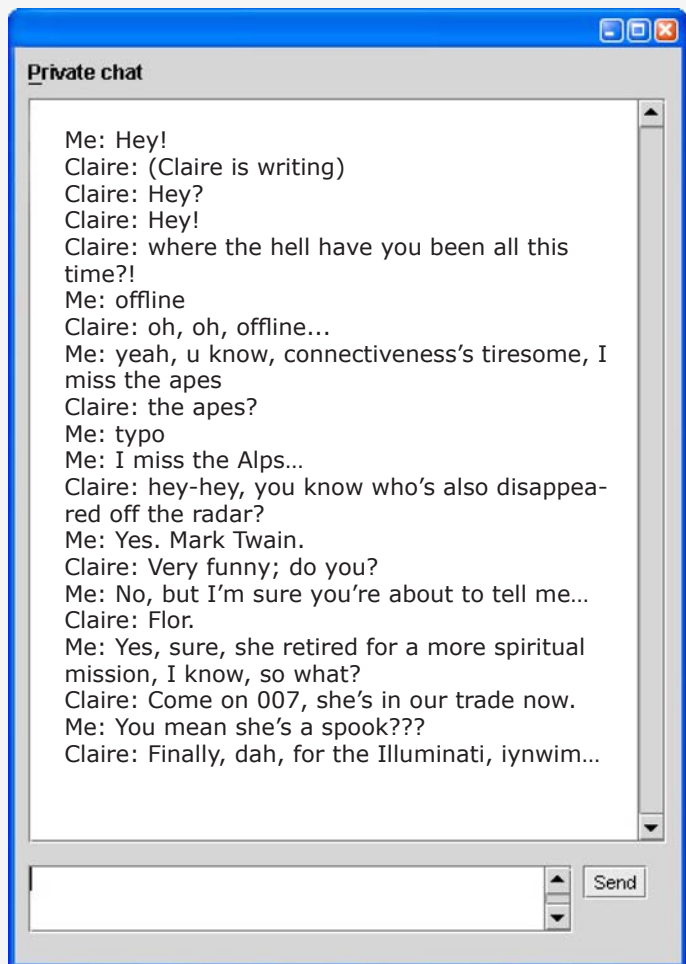 Private chat
Me: Hey!
Claire: (Claire is writing)
Claire: Hey?
Claire: Hey!
Claire: where the hell have you been all this
time?!
Me: offline
Claire: oh, oh, offline...
Me: yeah, u know, connectiveness’s tiresome, I
miss the apes
Claire: the apes?
Me: typo
Me: I miss the Alps…
Claire: hey-hey, you know who’s also disappea-
red off the radar?
Me: Yes. Mark Twain.
Claire: Very funny; do you?
Me: No, but I’m sure you’re about to tell me…
Claire: Flor.
Me: Yes, sure, she retired for a more spiritual
mission, I know, so what?
Claire: Come on 007, she’s in our trade now.
Me: You mean she’s a spook???
Claire: Finally, dah, for the Illuminati, iynwim…
Send